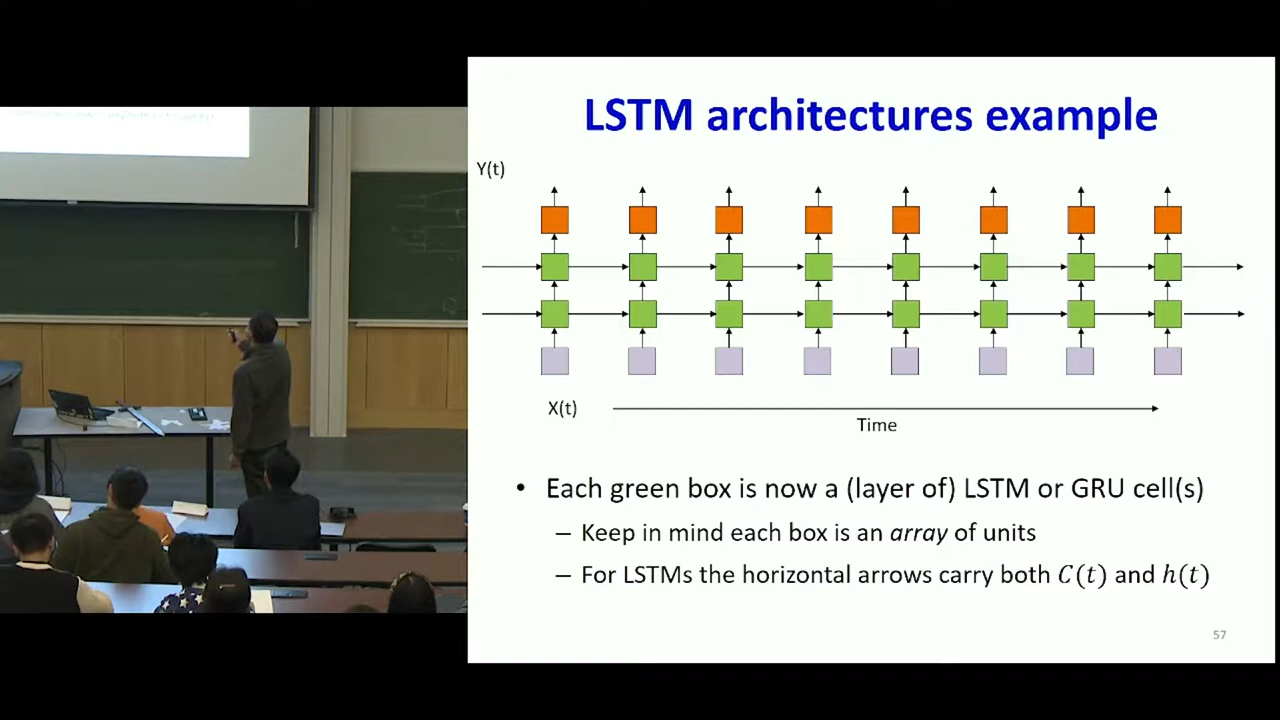 LSTM architectures example
Y(t)
X(t)
Time
• Each green box is now a (layer of) LSTM or GRU cell(s)
– Keep in mind each box is an array of units
– For LSTMs the horizontal arrows carry both C(t) and h(t)
57